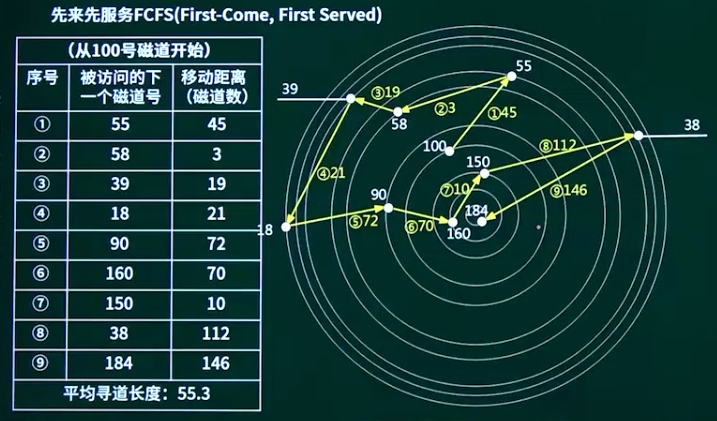 先来先服务FCFS(First-Come, First Served)
（从100号磁道开始）
序号 被访问的下一个磁道号 移动距离（磁道数）
① 55 45
② 58 3
③ 39 19
④ 18 21
⑤ 90 72
⑥ 160 70
⑦ 150 10
⑧ 38 112
⑨ 184 146
平均寻道长度：55.3
55
39
③19
②3
58
①45
38
100
⑧112
150
④21
⑦10
⑨146
90
184
18
⑤72
⑥70
160